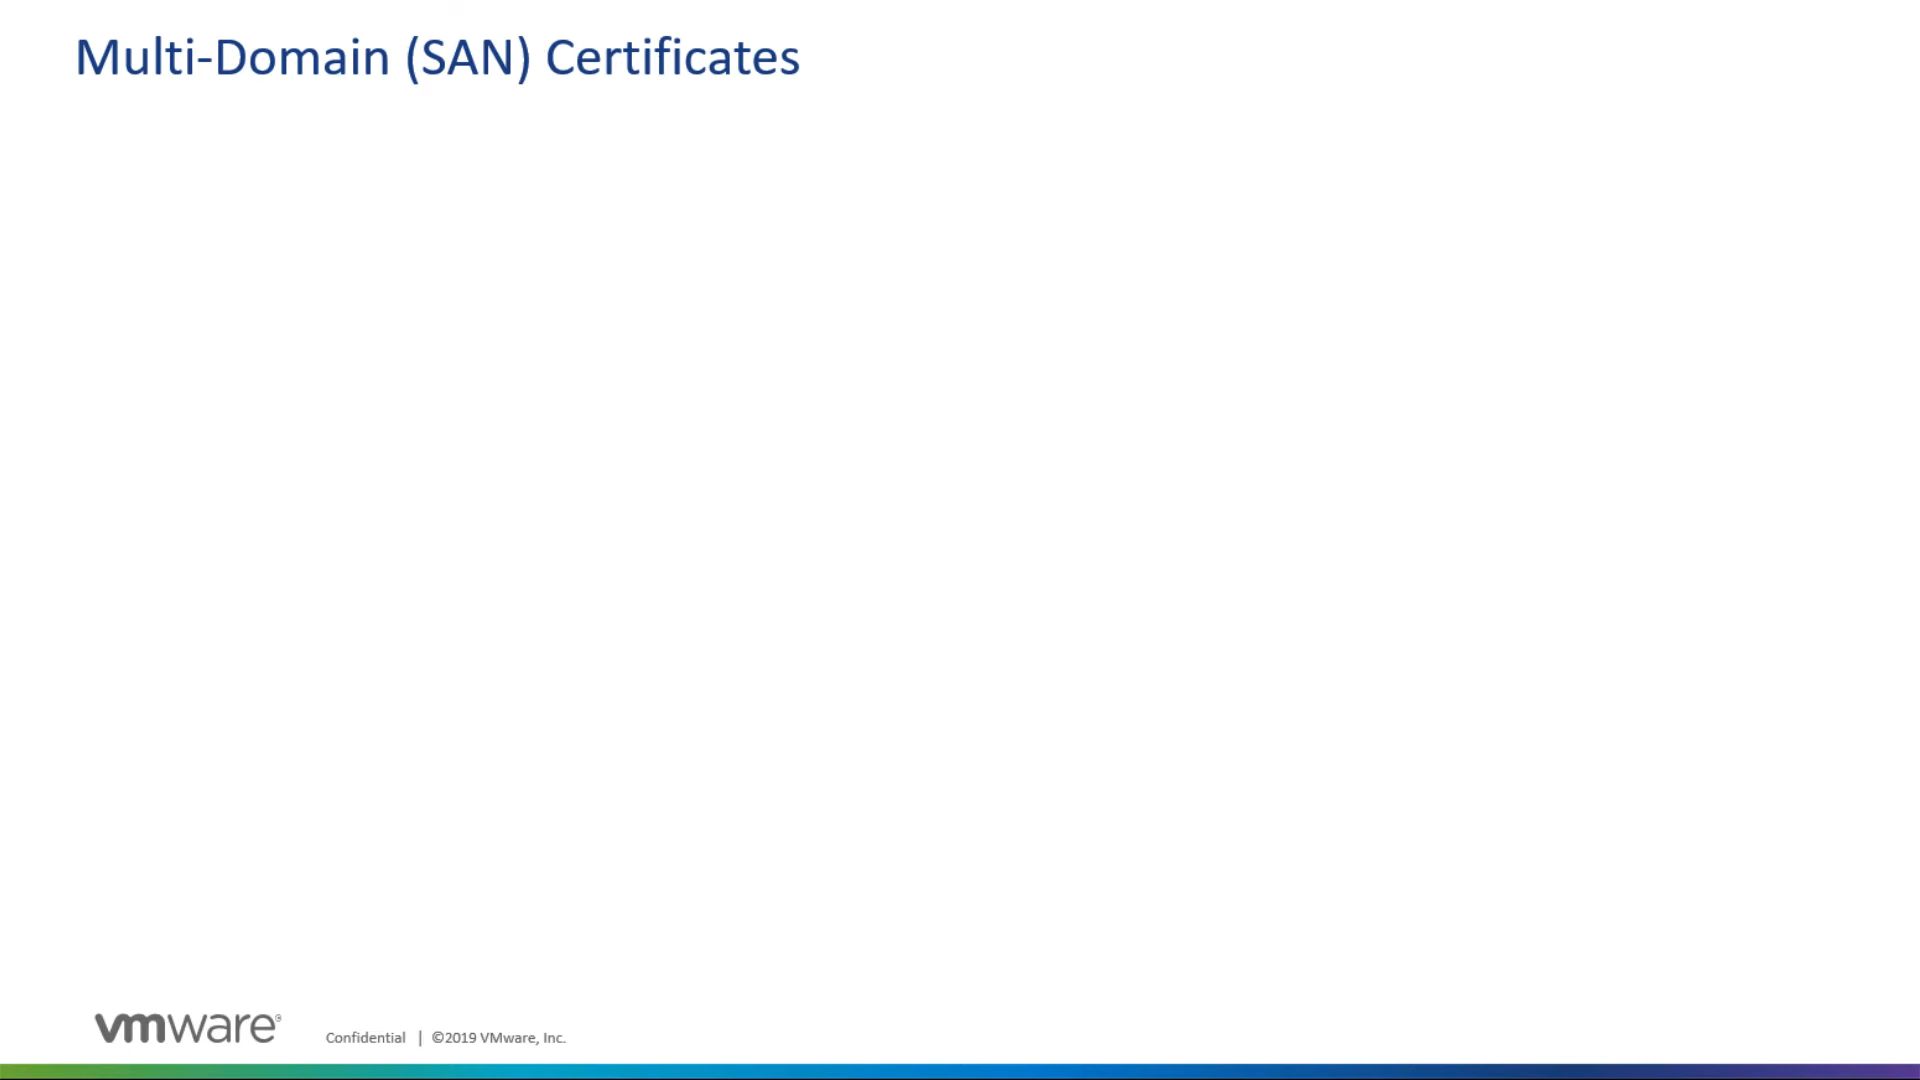 Multi-Domain (SAN) Certificates
vmware®
Confidential | ©2019 VMware, Inc.